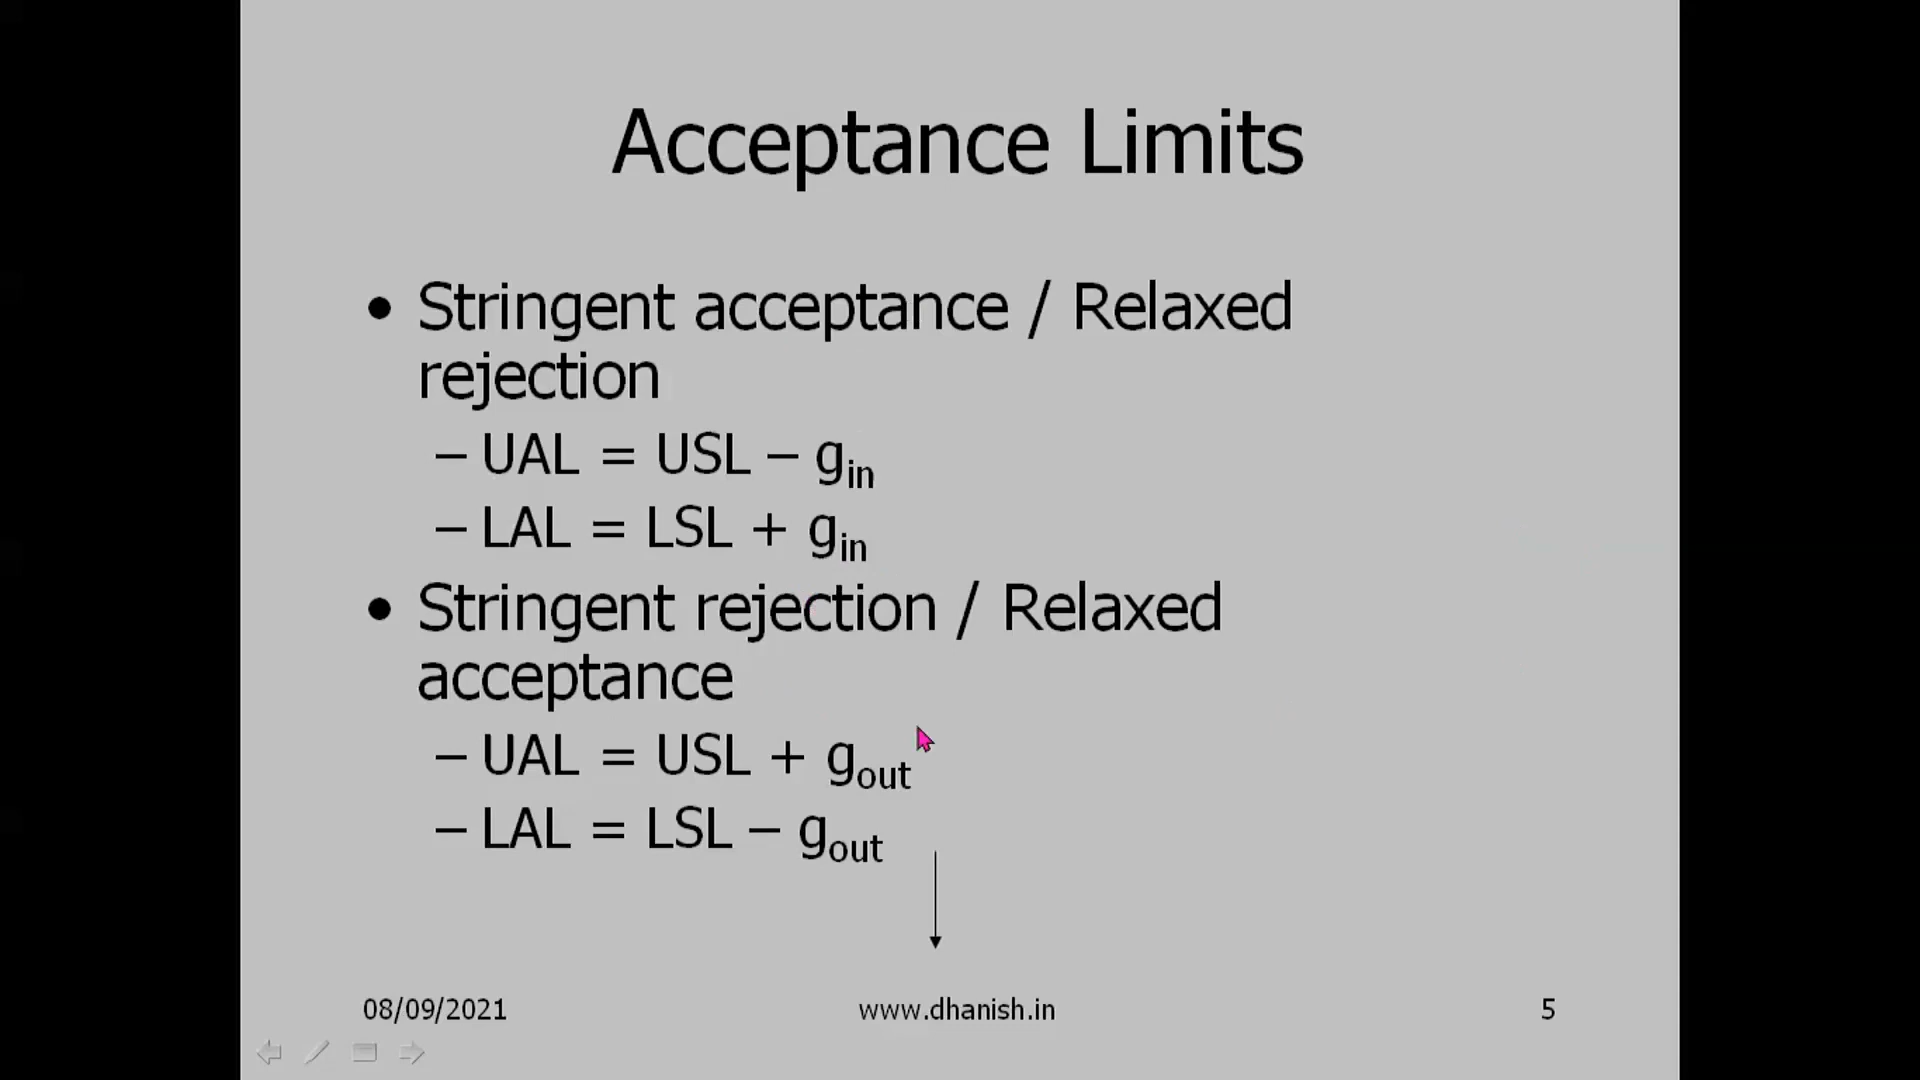 Acceptance Limits
• Stringent acceptance / Relaxed
rejection
– UAL = USL – gin
– LAL = LSL + gin
• Stringent rejection / Relaxed
acceptance
– UAL = USL + gout
– LAL = LSL – gout
08/09/2021 www.dhanish.in 5